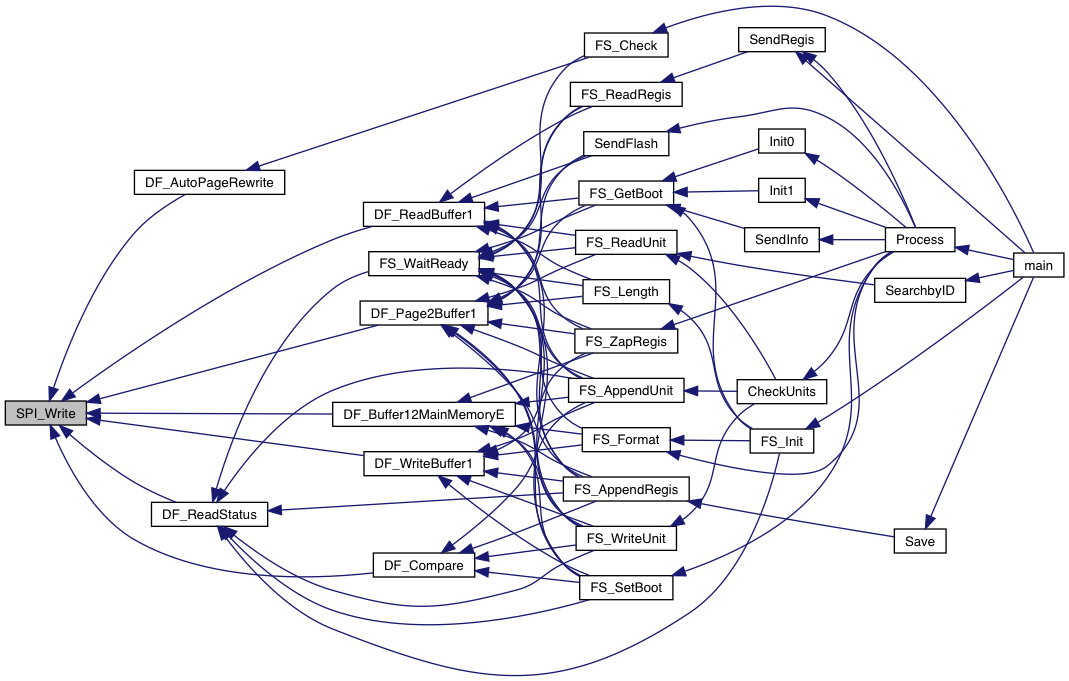 SPI_Write
DF_AutoPageRewrite
DF_ReadBuffer1
FS_WaitReady
DF_Page2Buffer1
DF_Buffer12MainMemoryE
DF_WriteBuffer1
DF_ReadStatus
DF_Compare
FS_Check
FS_ReadRegis
SendFlash
FS_GetBoot
FS_ReadUnit
FS_Length
FS_ZapRegis
FS_AppendUnit
FS_Format
FS_AppendRegis
FS_WriteUnit
FS_SetBoot
SendRegis
Init0
Init1
SendInfo
CheckUnits
FS_Init
Process
SearchbyID
Save
main